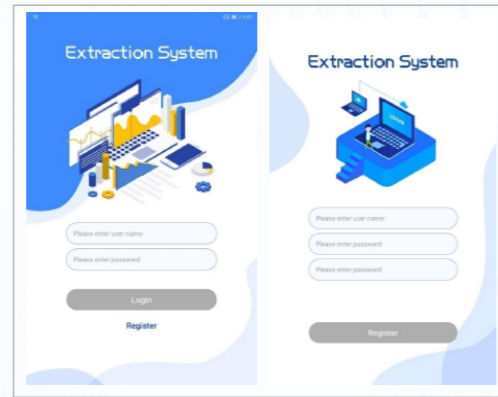 Extraction System
Please enter user name:
Please enter password
Login
Register
Extraction System
LOGIN
Please enter user name:
Please enter password
Please enter password
Register